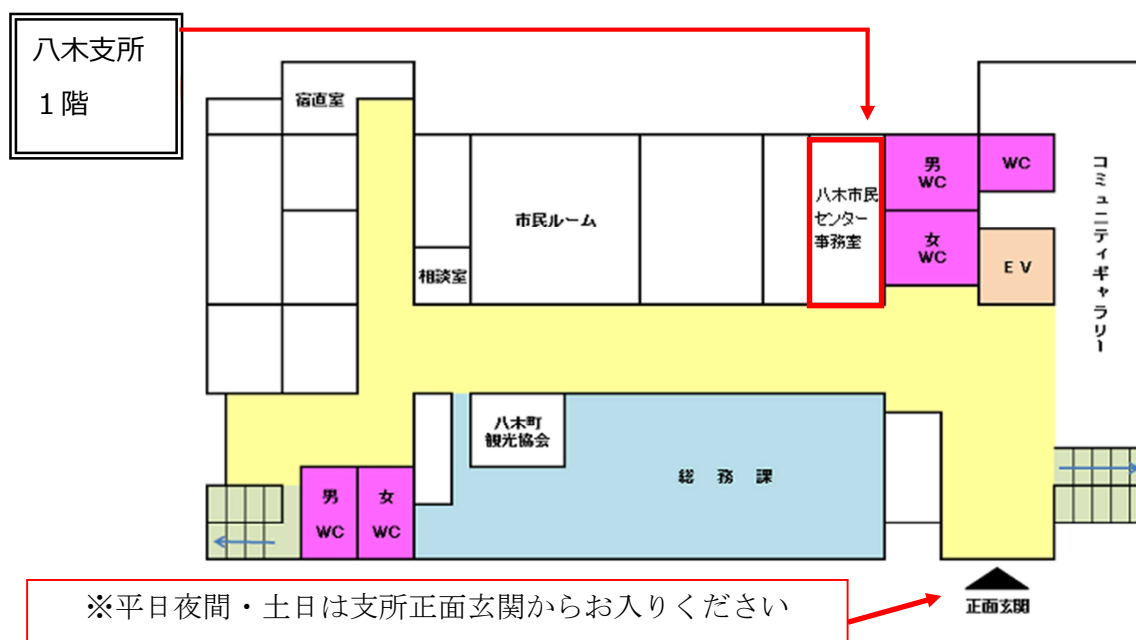 八木支所
１階
宿直室
市民ルーム
相談室
八木市民
センター
事務室
男
WC
女
WC
WC
ＥＶ
コミュニティギャラリー
八木町
観光協会
総務課
男
WC
女
WC
正面玄関
※平日夜間・土日は支所正面玄関からお入りください